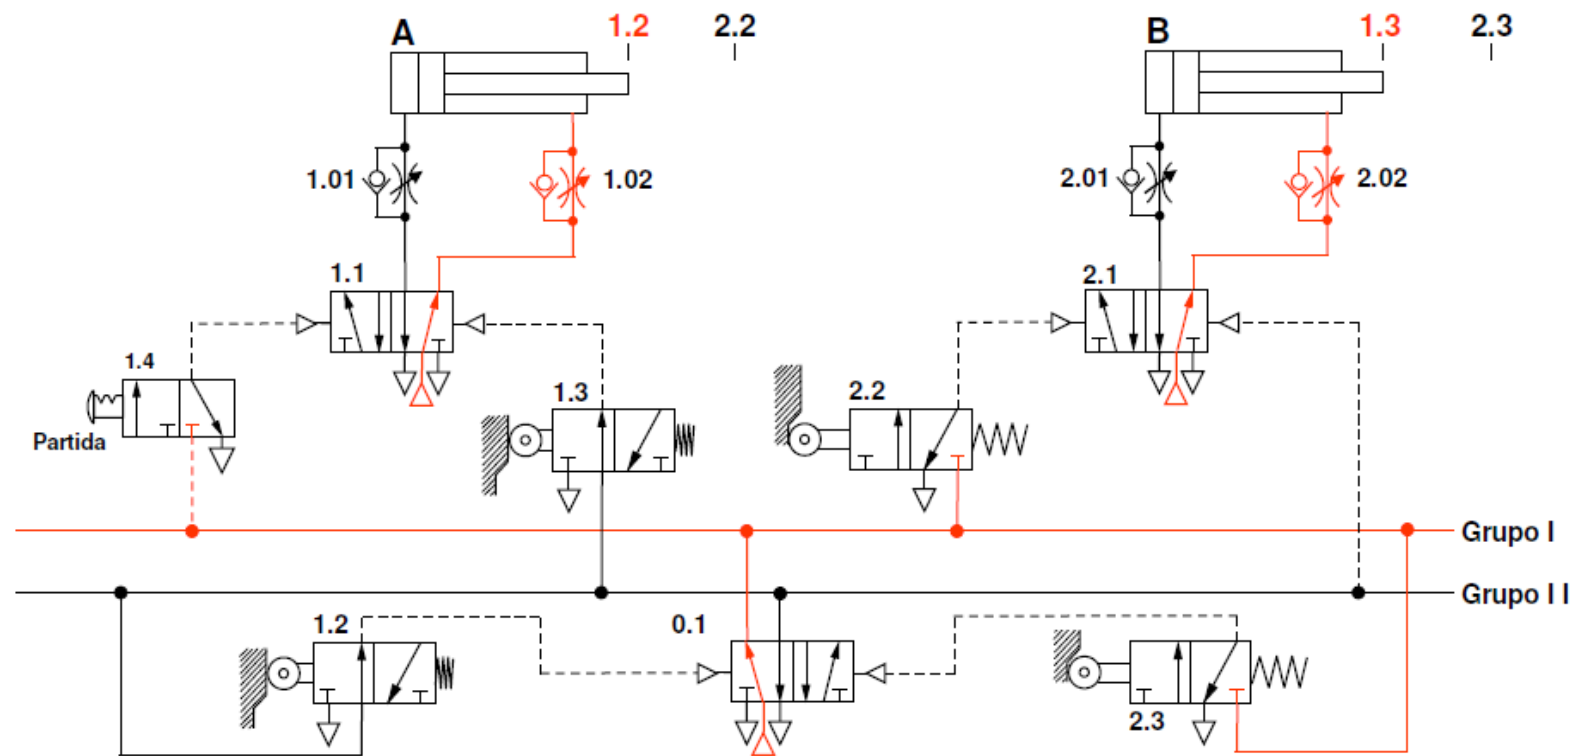 A 1.2 2.2 B 1.3 2.3
1.01 1.02 2.01 2.02
1.1 2.1
1.4 1.3 2.2
Partida
Grupo I
Grupo I I
1.2 0.1
2.3